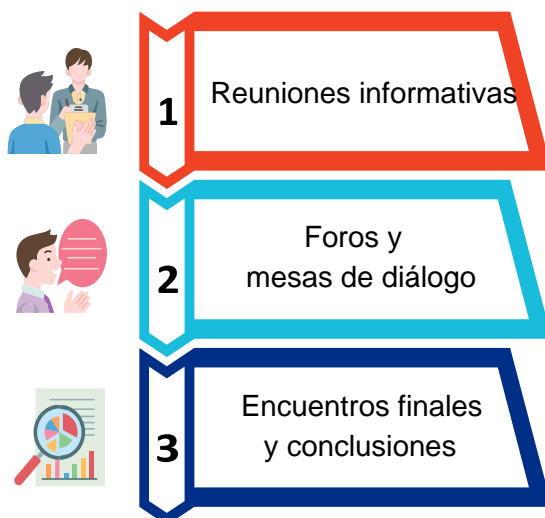 1
Reuniones informativas
2
Foros y
mesas de diálogo
3
Encuentros finales
y conclusiones